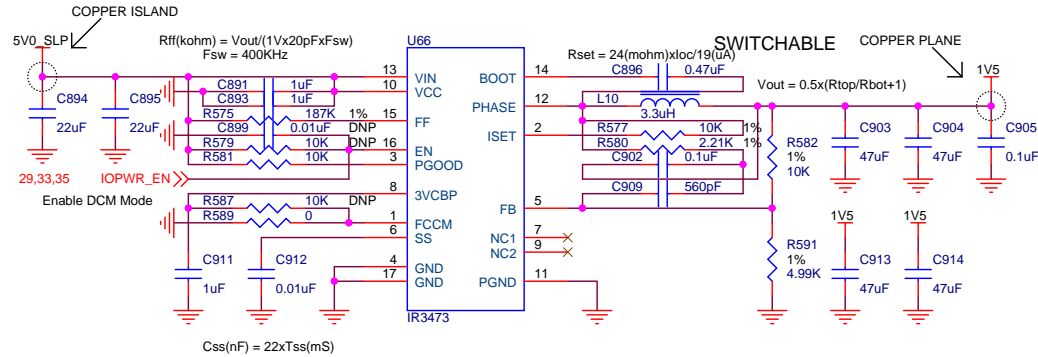 COPPER ISLAND
5V0_SLP
Rff(kohm) = Vout/(1Vx20pFxFsw)
Fsw = 400KHz
U66
Rset = 24(mohm)xloc/19(uA)
SWITCHABLE
COPPER PLANE
1V5
Vout = 0.5x(Rtop/Rbot+1)
C894
22uF
C895
22uF
29,33,35
IOPWR_EN
Enable DCM Mode
C891 1uF
C893 1uF
R575 187K 1%
C899 0.01uF DNP
R579 10K DNP
R581 10K
R587 10K DNP
R589 0
C911
1uF
C912
0.01uF
Css(nF) = 22xTss(mS)
13 VIN
10 VCC
15 FF
16 EN
3 PGOOD
8 3VCBP
1 FCCM
6 SS
4 GND
17 GND
IR3473
BOOT 14
PHASE 12
ISET 2
FB 5
NC1 7
NC2 9
PGND 11
C896 0.47uF
L10
3.3uH
R577 10K 1%
R580 2.21K 1%
C902 0.1uF
C909 560pF
R582
1%
10K
R591
1%
4.99K
C903
47uF
C904
47uF
C905
0.1uF
1V5
C913
47uF
1V5
C914
47uF